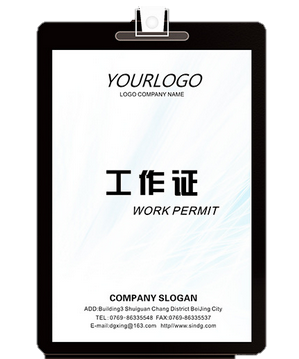 YOURLOGO
LOGO COMPANY NAME
工作证
WORK PERMIT
COMPANY SLOGAN
ADD:Building3 Shuiguan Chang District BeiJing City
TEL :0769-86335548 FAX:0769-86335537
E-mail:dgxing@163.com http//www.sindg.com